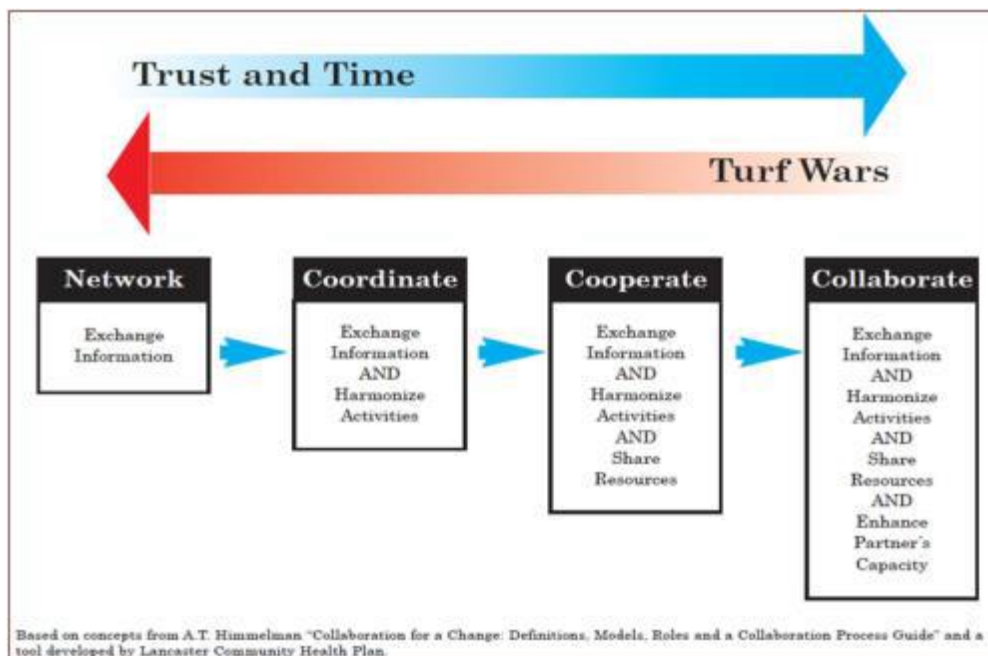 Trust and Time
Turf Wars
Network
Exchange
Information
Coordinate
Exchange
Information
AND
Harmonize
Activities
Cooperate
Exchange
Information
AND
Harmonize
Activities
AND
Share
Resources
Collaborate
Exchange
Information
AND
Harmonize
Activities
AND
Share
Resources
AND
Enhance
Partner's
Capacity
Based on concepts from A.T. Himmelman "Collaboration for a Change: Definitions, Models, Roles and a Collaboration Process Guide" and a
tool developed by Lancaster Community Health Plan.